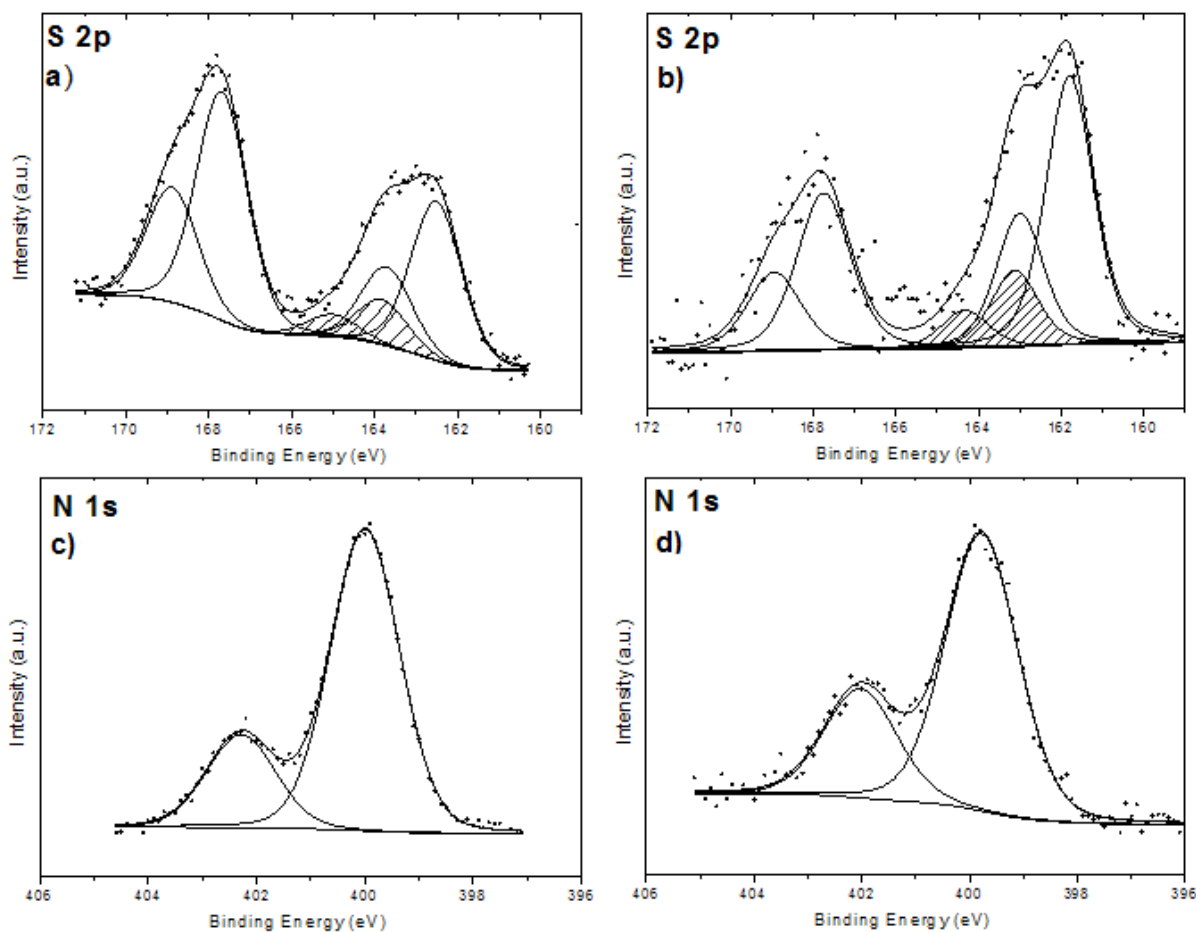 S 2p
a)
Intensity (a.u.)
172 170 168 166 164 162 160
Binding Energy (eV)
S 2p
b)
Intensity (a.u.)
172 170 168 166 164 162 160
Binding Energy (eV)
N 1s
c)
Intensity (a.u.)
406 404 402 400 398 396
Binding Energy (eV)
N 1s
d)
Intensity (a.u.)
406 404 402 400 398 396
Binding Energy (eV)